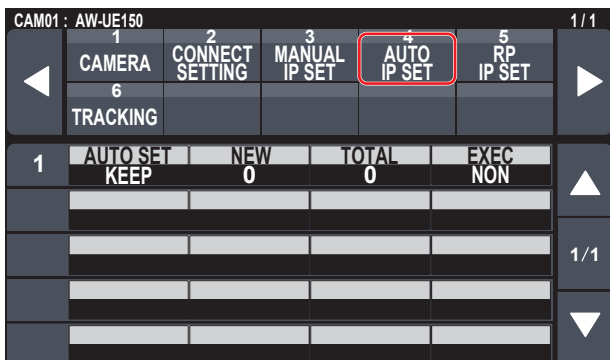 CAM01 : AW-UE150 1 / 1
1 2 3 4 5
CAMERA CONNECT SETTING MANUAL IP SET AUTO IP SET RP IP SET
6
TRACKING
1 AUTO SET NEW TOTAL EXEC
KEEP 0 0 NON
1/1